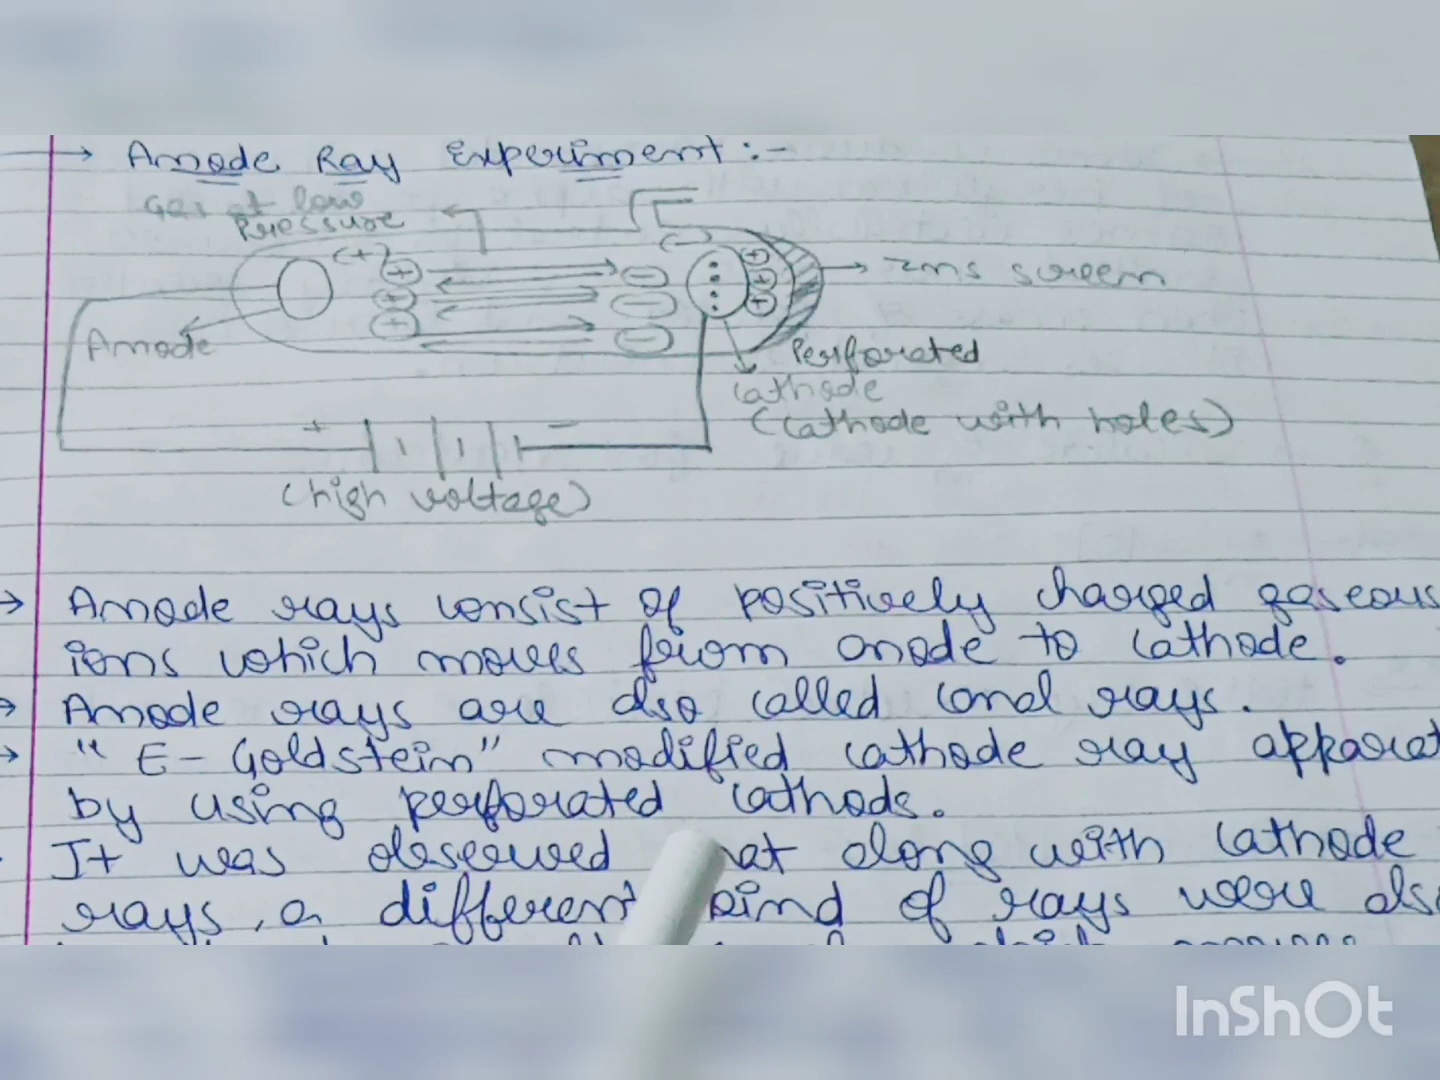 → Anode Ray Experiment :-
Gas at low
Pressure
(+)
(-)
+ + +
- - -
+ + +
→ zns screen
Anode
Perforated
cathode
(cathode with holes)
+ -
(high voltage)
→ Anode rays consist of positively charged gaseous
ions which moves from anode to cathode.
→ Anode rays are also called canal rays.
→ "E-Goldstein" modified cathode ray apparat
by using perforated cathods.
It was observed hat along with cathode
rays, a different kind of rays were als
InShOt